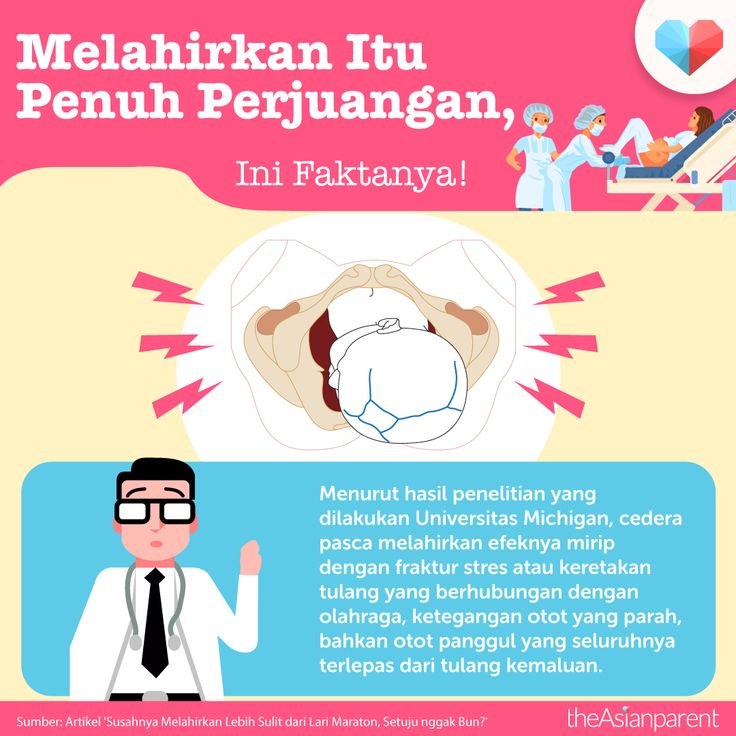 Melahirkan Itu
Penuh Perjuangan,
Ini Faktanya!
Menurut hasil penelitian yang
dilakukan Universitas Michigan, cedera
pasca melahirkan efeknya mirip
dengan fraktur stres atau keretakan
tulang yang berhubungan dengan
olahraga, ketegangan otot yang parah,
bahkan otot panggul yang seluruhnya
terlepas dari tulang kemaluan.
Sumber: Artikel 'Susahnya Melahirkan Lebih Sulit dari Lari Maraton, Setuju nggak Bun?'
theAsianparent